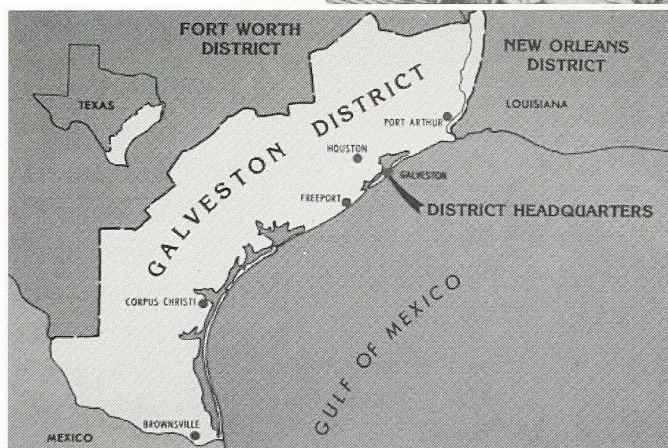 FORT WORTH
DISTRICT
NEW ORLEANS
DISTRICT
TEXAS
LOUISIANA
PORT ARTHUR
GALVESTON DISTRICT
HOUSTON
GALVESTON
FREEPORT
DISTRICT HEADQUARTERS
CORPUS CHRISTI
GULF OF MEXICO
MEXICO
BROWNSVILLE